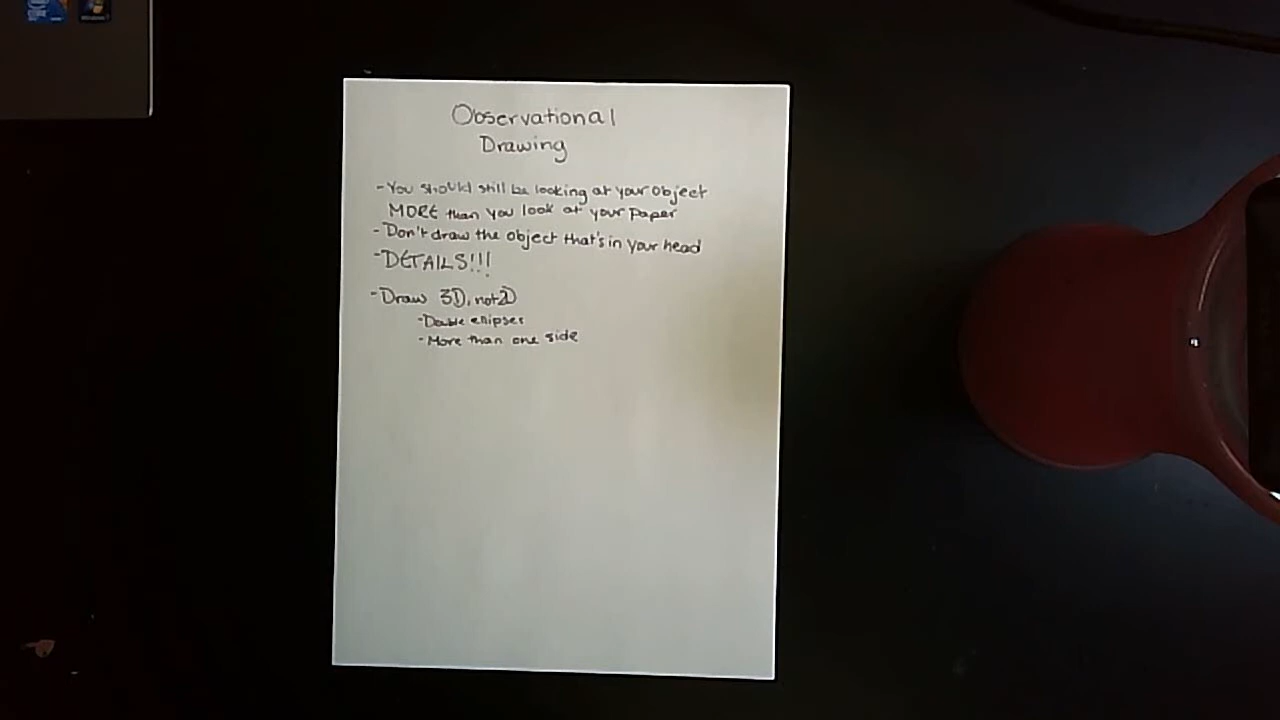 Observational
Drawing
- You should still be looking at your object
MORE than you look at your paper
- Don't draw the object that's in your head
- DETAILS!!!
- Draw 3D, not 2D
- Double elipses
- More than one side